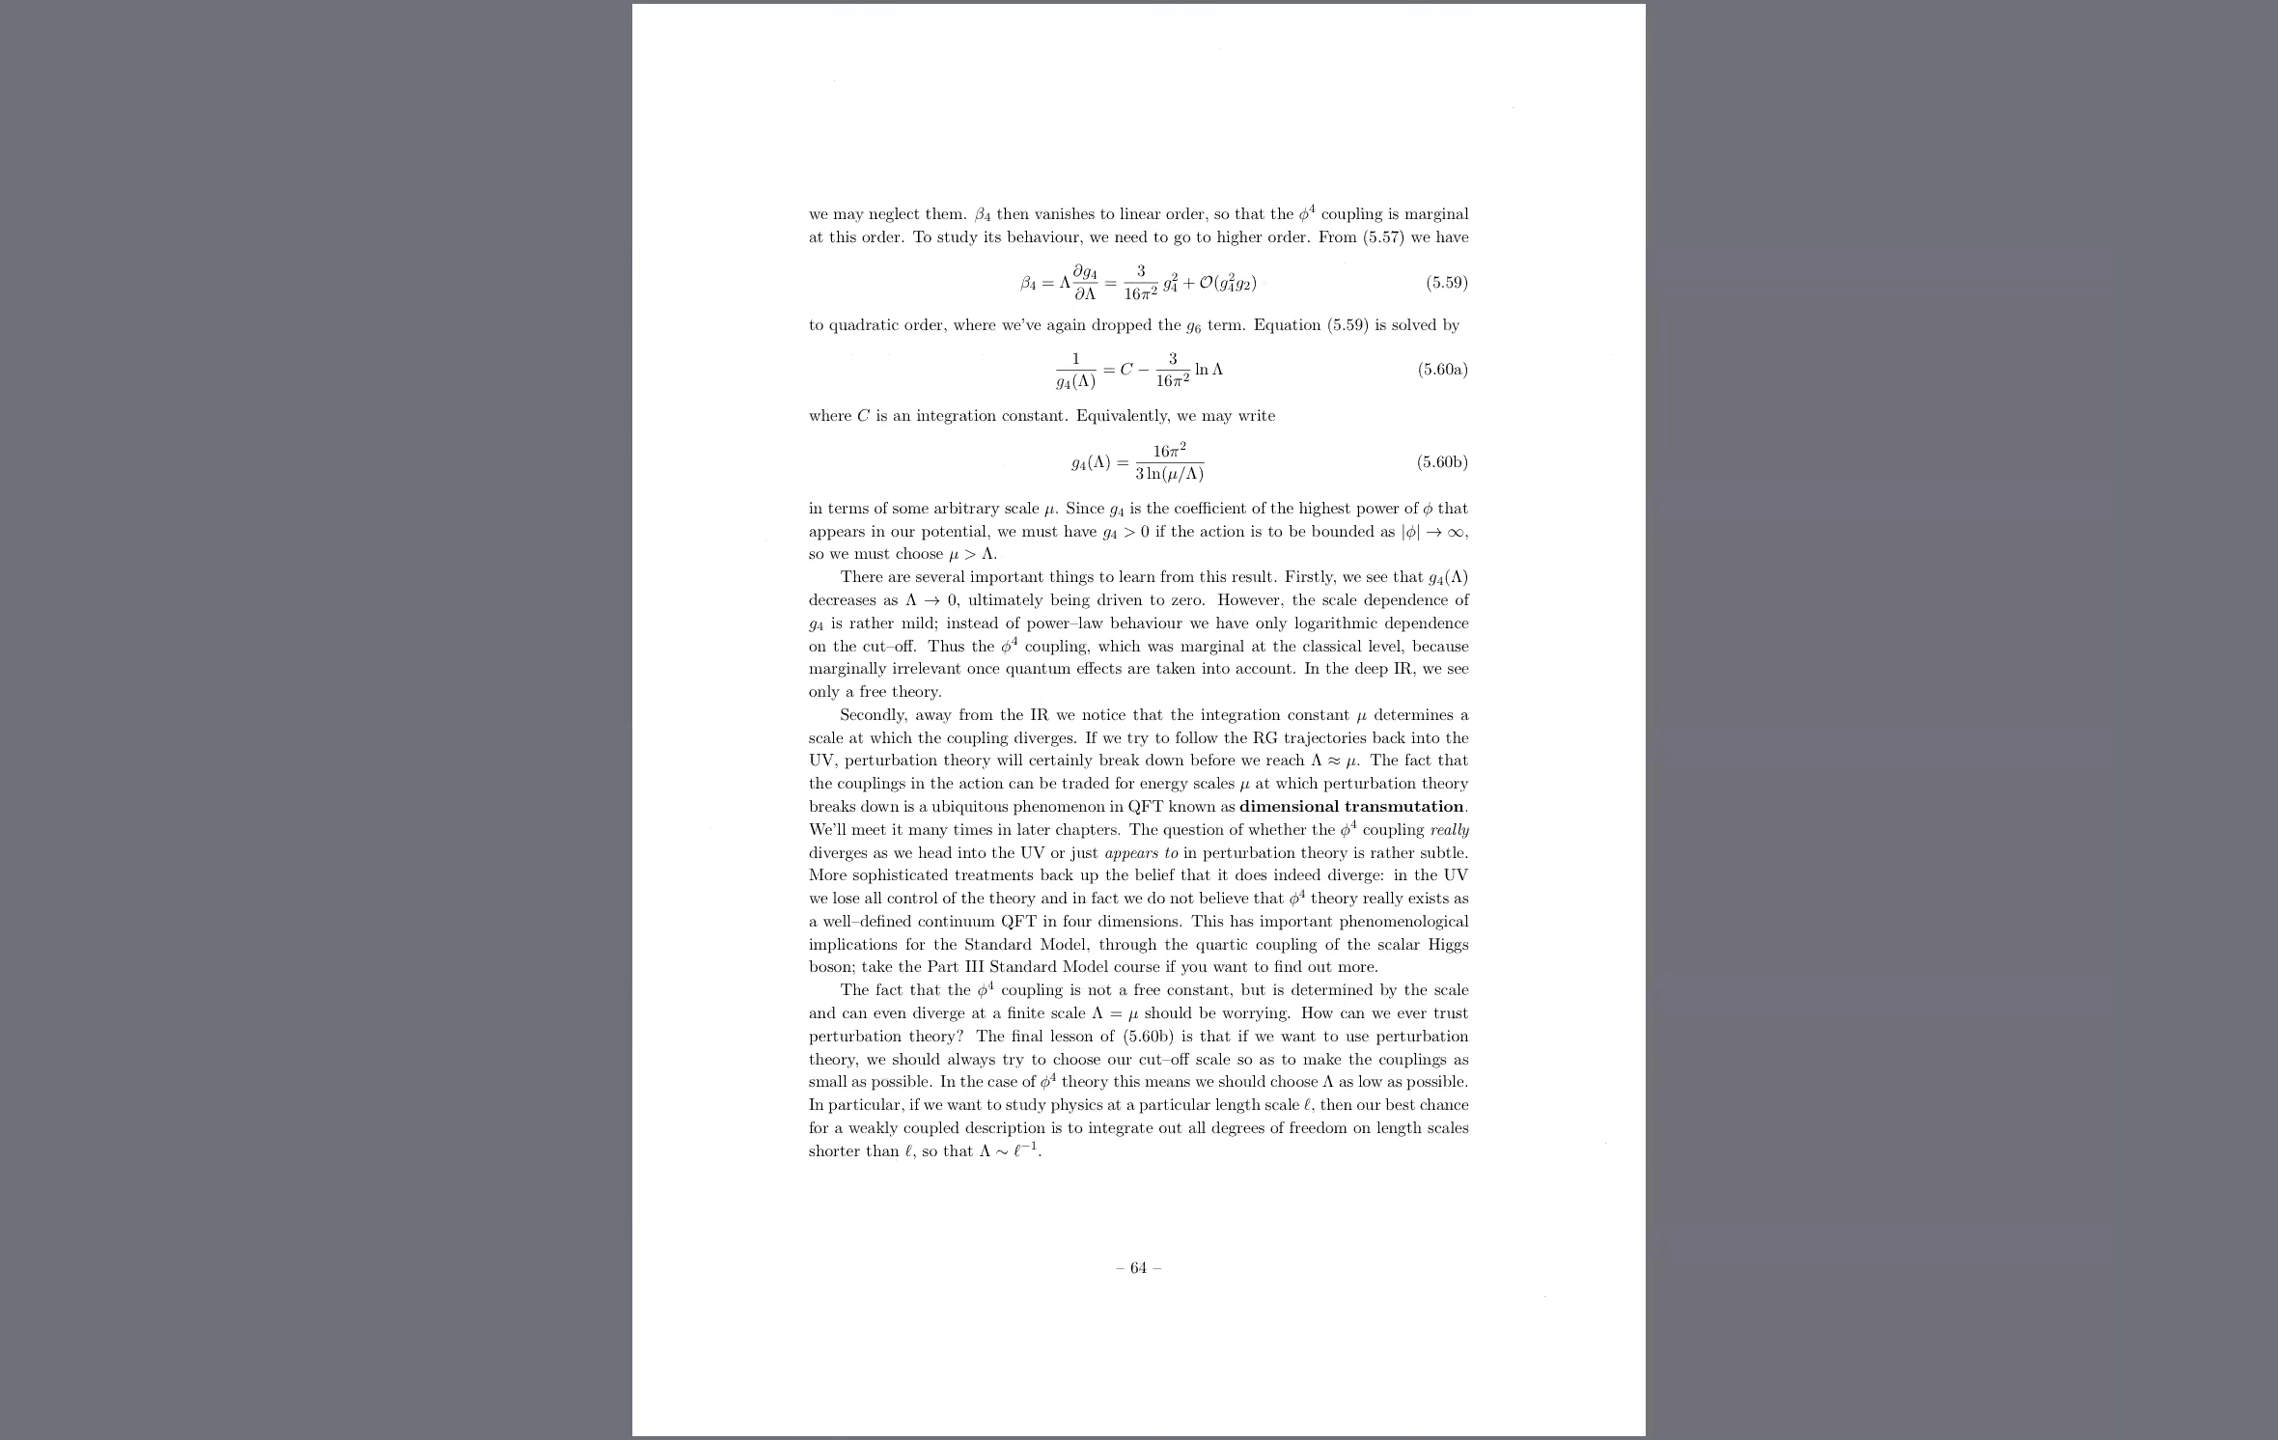 we may neglect them. β₄ then vanishes to linear order, so that the ϕ⁴ coupling is marginal
at this order. To study its behaviour, we need to go to higher order. From (5.57) we have
β₄ = Λ ∂g₄/∂Λ = 3/16π² g₄² + 𝒪(g₄²g₂) (5.59)
to quadratic order, where we've again dropped the g₆ term. Equation (5.59) is solved by
1/g₄(Λ) = C − 3/16π² ln Λ (5.60a)
where C is an integration constant. Equivalently, we may write
g₄(Λ) = 16π²/3 ln(μ/Λ) (5.60b)
in terms of some arbitrary scale μ. Since g₄ is the coefficient of the highest power of ϕ that
appears in our potential, we must have g₄ > 0 if the action is to be bounded as |ϕ| → ∞,
so we must choose μ > Λ.
There are several important things to learn from this result. Firstly, we see that g₄(Λ)
decreases as Λ → 0, ultimately being driven to zero. However, the scale dependence of
g₄ is rather mild; instead of power–law behaviour we have only logarithmic dependence
on the cut–off. Thus the ϕ⁴ coupling, which was marginal at the classical level, because
marginally irrelevant once quantum effects are taken into account. In the deep IR, we see
only a free theory.
Secondly, away from the IR we notice that the integration constant μ determines a
scale at which the coupling diverges. If we try to follow the RG trajectories back into the
UV, perturbation theory will certainly break down before we reach Λ ≈ μ. The fact that
the couplings in the action can be traded for energy scales μ at which perturbation theory
breaks down is a ubiquitous phenomenon in QFT known as dimensional transmutation.
We'll meet it many times in later chapters. The question of whether the ϕ⁴ coupling really
diverges as we head into the UV or just appears to in perturbation theory is rather subtle.
More sophisticated treatments back up the belief that it does indeed diverge: in the UV
we lose all control of the theory and in fact we do not believe that ϕ⁴ theory really exists as
a well–defined continuum QFT in four dimensions. This has important phenomenological
implications for the Standard Model, through the quartic coupling of the scalar Higgs
boson; take the Part III Standard Model course if you want to find out more.
The fact that the ϕ⁴ coupling is not a free constant, but is determined by the scale
and can even diverge at a finite scale Λ = μ should be worrying. How can we ever trust
perturbation theory? The final lesson of (5.60b) is that if we want to use perturbation
theory, we should always try to choose our cut–off scale so as to make the couplings as
small as possible. In the case of ϕ⁴ theory this means we should choose Λ as low as possible.
In particular, if we want to study physics at a particular length scale ℓ, then our best chance
for a weakly coupled description is to integrate out all degrees of freedom on length scales
shorter than ℓ, so that Λ ∼ ℓ⁻¹.
– 64 –